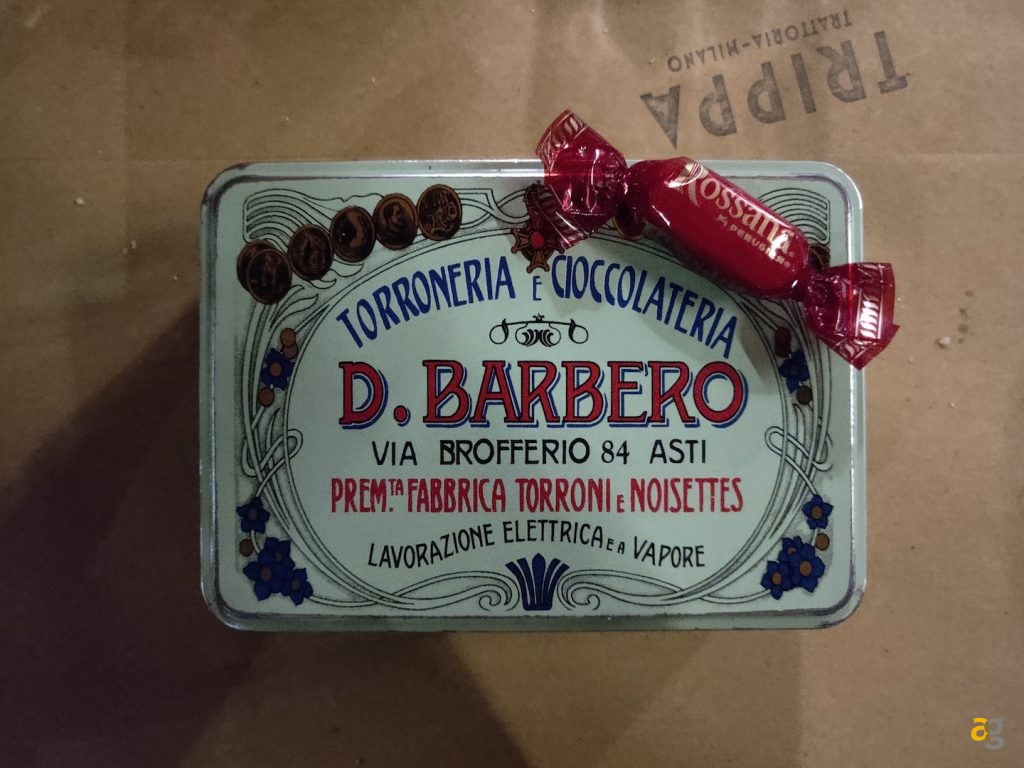 TRIPPA
TRATTORIA-MILANO
Rossana
PERUGINA
TORRONERIA E CIOCCOLATERIA
D. BARBERO
VIA BROFFERIO 84 ASTI
PREM.TA FABBRICA TORRONI E NOISETTES
LAVORAZIONE ELETTRICA E A VAPORE
ag